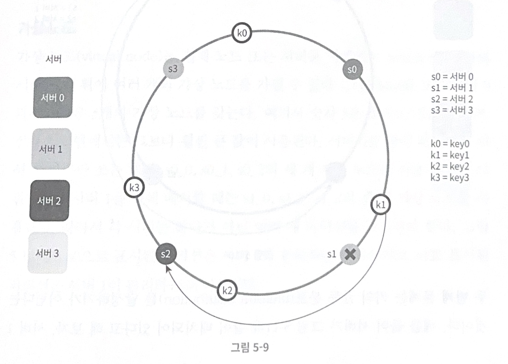 서버
서버 0
서버 1
서버 2
서버 3
k0
s3
s0
k3
k1
s2
s1
k2
s0 = 서버 0
s1 = 서버 1
s2 = 서버 2
s3 = 서버 3
k0 = key0
k1 = key1
k2 = key2
k3 = key3
그림 5-9